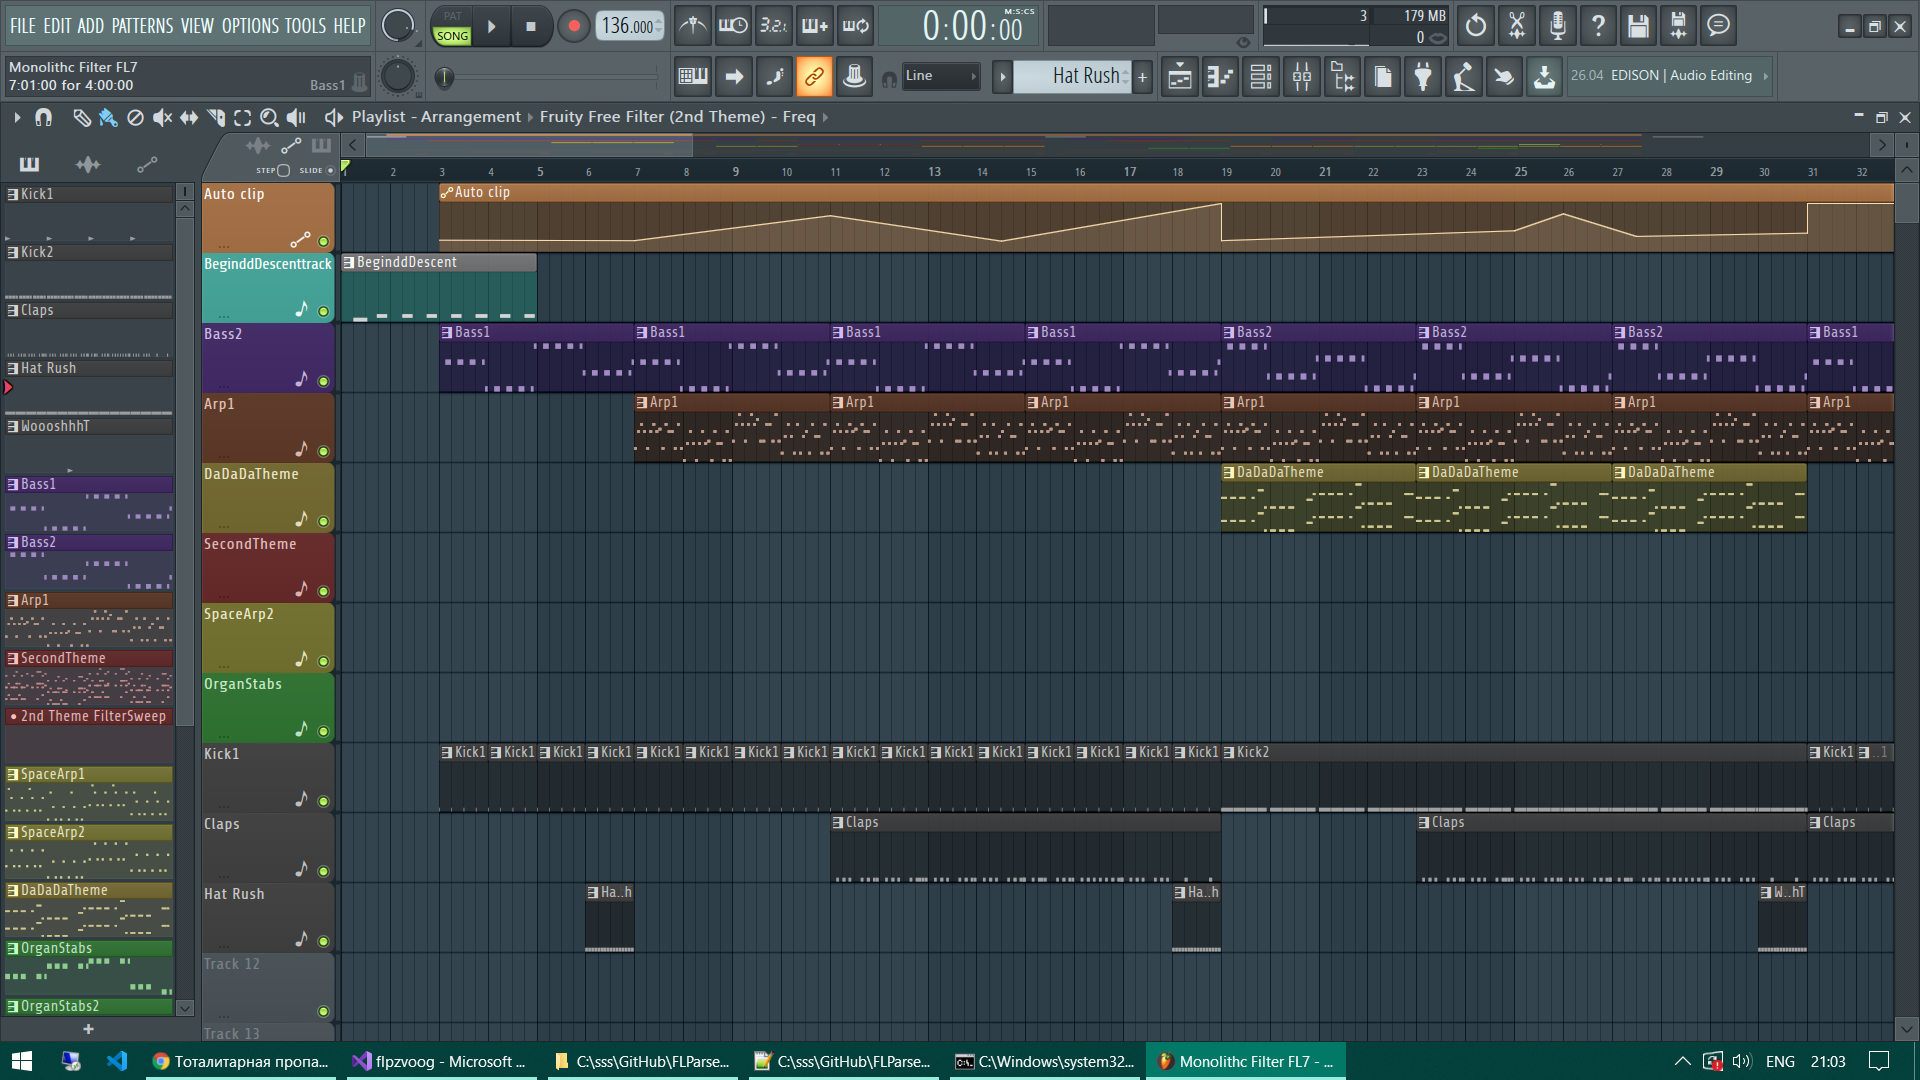 FILE EDIT ADD PATTERNS VIEW OPTIONS TOOLS HELP
PAT
SONG
136.000
3.2.1
0:00:00
M:S:CS
3
179 MB
0
Monolithc Filter FL7
7:01:00 for 4:00:00
Bass1
Line
Hat Rush
+
26.04 EDISON | Audio Editing
Playlist - Arrangement Fruity Free Filter (2nd Theme) - Freq
STEP SLIDE
1 2 3 4 5 6 7 8 9 10 11 12 13 14 15 16 17 18 19 20 21 22 23 24 25 26 27 28 29 30 31 32
Kick1
Kick2
Claps
Hat Rush
WoooshhhT
Bass1
Bass2
Arp1
SecondTheme
2nd Theme FilterSweep
SpaceArp1
SpaceArp2
DaDaDaTheme
OrganStabs
OrganStabs2
+
Auto clip
Auto clip
BeginddDescenttrack
BeginddDescent
Bass2
Bass1 Bass1 Bass1 Bass1 Bass2 Bass2 Bass2 Bass1
Arp1
Arp1 Arp1 Arp1 Arp1 Arp1 Arp1 Arp1
DaDaDaTheme
DaDaDaTheme DaDaDaTheme DaDaDaTheme
SecondTheme
SpaceArp2
OrganStabs
Kick1
Kick1 Kick1 Kick1 Kick1 Kick1 Kick1 Kick1 Kick1 Kick1 Kick1 Kick1 Kick1 Kick1 Kick1 Kick1 Kick1 Kick2 Kick1 ..1
Claps
Claps Claps Claps
Hat Rush
Ha..h Ha..h W..hT
Track 12
Track 13
Тоталитарная пропа...
flpzvoog - Microsoft ...
C:\sss\GitHub\FLParse...
C:\sss\GitHub\FLParse...
C:\Windows\system32...
Monolithc Filter FL7 - ...
ENG
21:03